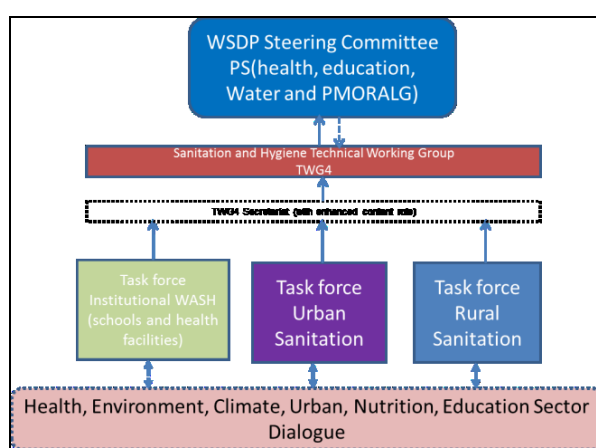 WSDP Steering Committee
PS(health, education,
Water and PMORALG)
Sanitation and Hygiene Technical Working Group
TWG4
TWG4 Secretariat (with enhanced content role)
Task force
Institutional WASH
(schools and health
facilities)
Task force
Urban
Sanitation
Task force
Rural
Sanitation
Health, Environment, Climate, Urban, Nutrition, Education Sector
Dialogue